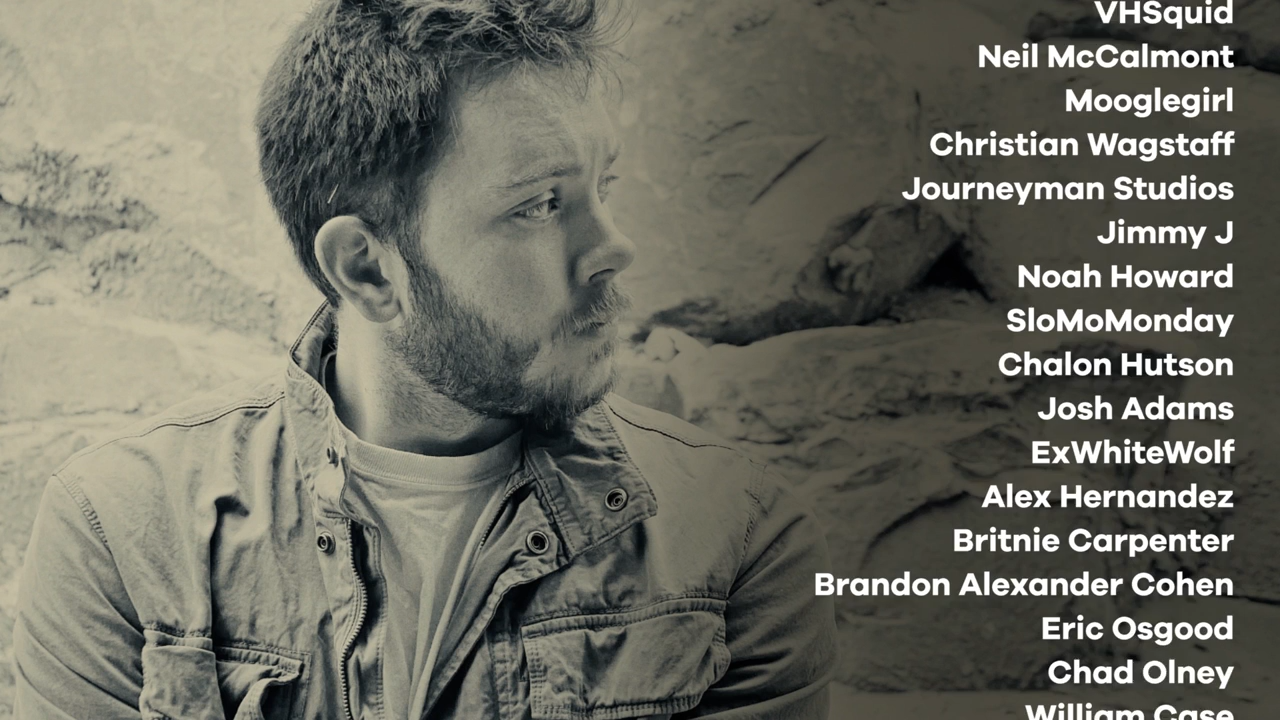 VHSquid
Neil McCalmont
Mooglegirl
Christian Wagstaff
Journeyman Studios
Jimmy J
Noah Howard
SloMoMonday
Chalon Hutson
Josh Adams
ExWhiteWolf
Alex Hernandez
Britnie Carpenter
Brandon Alexander Cohen
Eric Osgood
Chad Olney
William Case